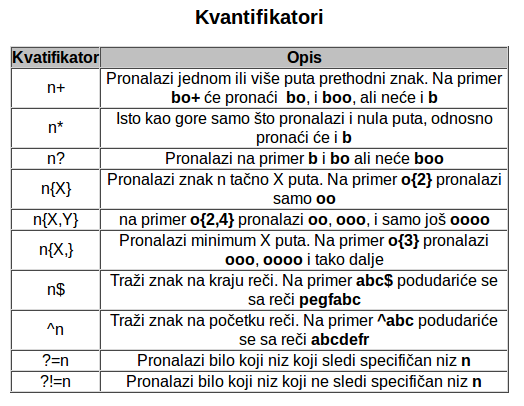 Kvantifikatori
Kvatifikator Opis
n+ Pronalazi jednom ili više puta prethodni znak. Na primer
bo+ će pronaći bo, i boo, ali neće i b
n* Isto kao gore samo što pronalazi i nula puta, odnosno
pronaći će i b
n? Pronalazi na primer b i bo ali neće boo
n{X} Pronalazi znak n tačno X puta. Na primer o{2} pronalazi
samo oo
n{X,Y} na primer o{2,4} pronalazi oo, ooo, i samo još oooo
n{X,} Pronalazi minimum X puta. Na primer o{3} pronalazi
ooo, oooo i tako dalje
n$ Traži znak na kraju reči. Na primer abc$ podudariće se
sa reči pegfabc
^n Traži znak na početku reči. Na primer ^abc podudariće
se sa reči abcdefr
?=n Pronalazi bilo koji niz koji sledi specifičan niz n
?!=n Pronalazi bilo koji niz koji ne sledi specifičan niz n